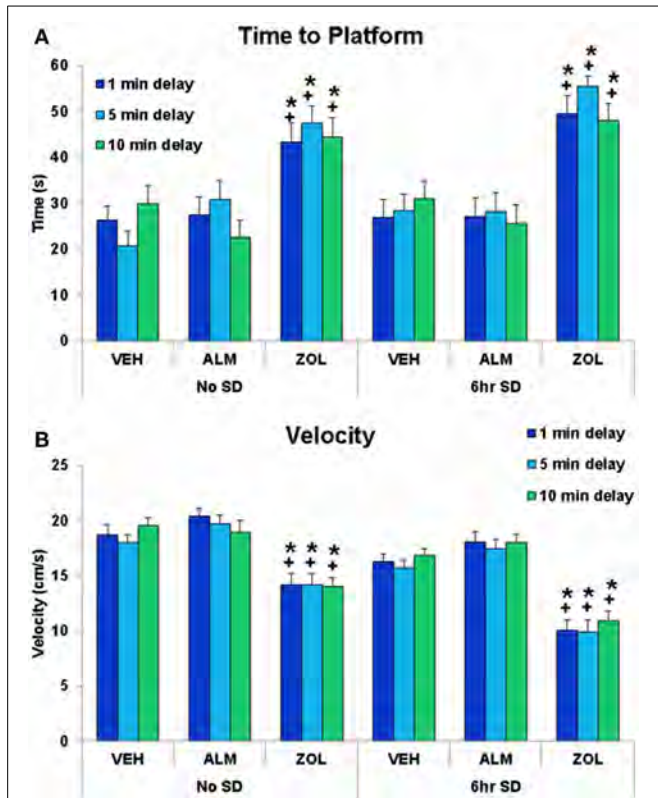 A
Time to Platform
60
50
40
30
20
10
0
Time (s)
1 min delay
5 min delay
10 min delay
* * *
+ + +
* * *
+ + +
VEH ALM ZOL VEH ALM ZOL
No SD 6hr SD
B
Velocity
25
20
15
10
5
0
Velocity (cm/s)
1 min delay
5 min delay
10 min delay
* * *
+ + +
* * *
+ + +
VEH ALM ZOL VEH ALM ZOL
No SD 6hr SD